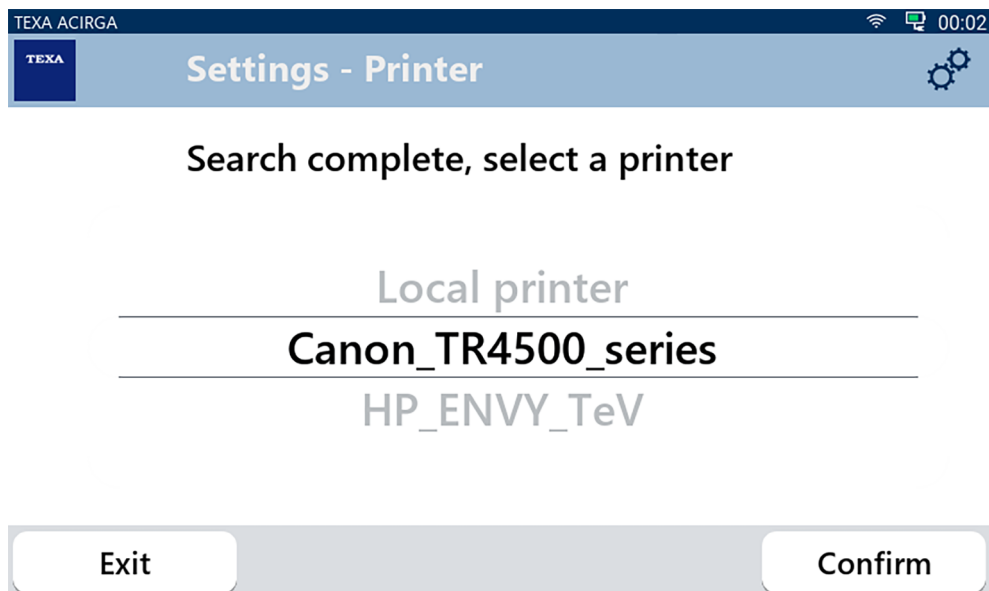 TEXA ACIRGA 00:02
TEXA Settings - Printer
Search complete, select a printer
Local printer
Canon_TR4500_series
HP_ENVY_TeV
Exit Confirm